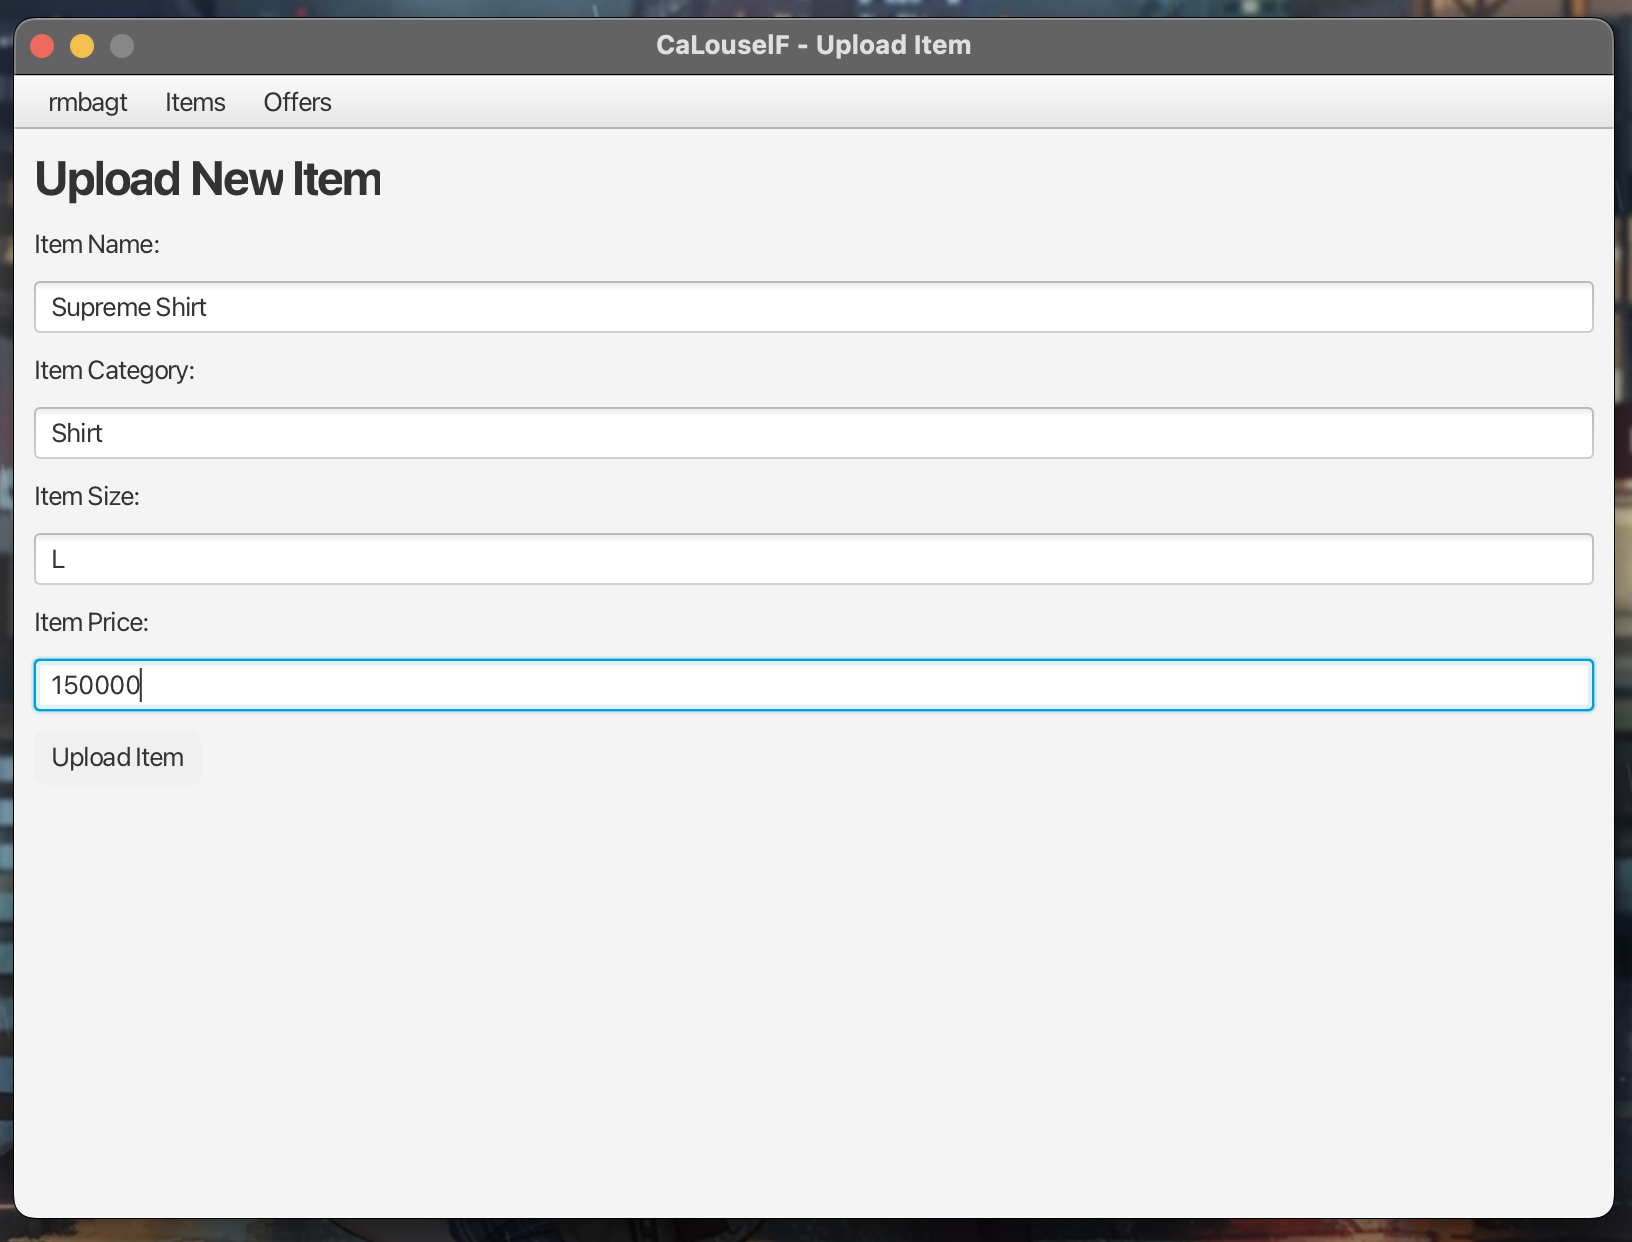 CaLouselF - Upload Item
rmbagt Items Offers
Upload New Item
Item Name:
Supreme Shirt
Item Category:
Shirt
Item Size:
L
Item Price:
150000
Upload Item